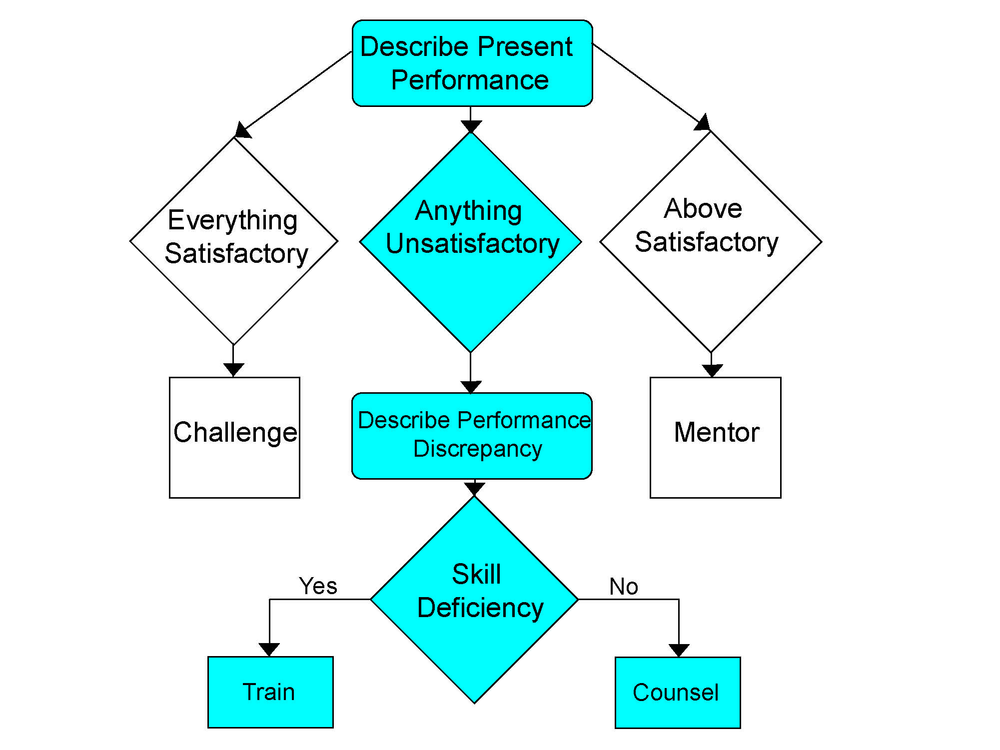 Describe Present
Performance
Everything
Satisfactory
Anything
Unsatisfactory
Above
Satisfactory
Challenge
Describe Performance
Discrepancy
Mentor
Skill
Deficiency
Yes
No
Train
Counsel